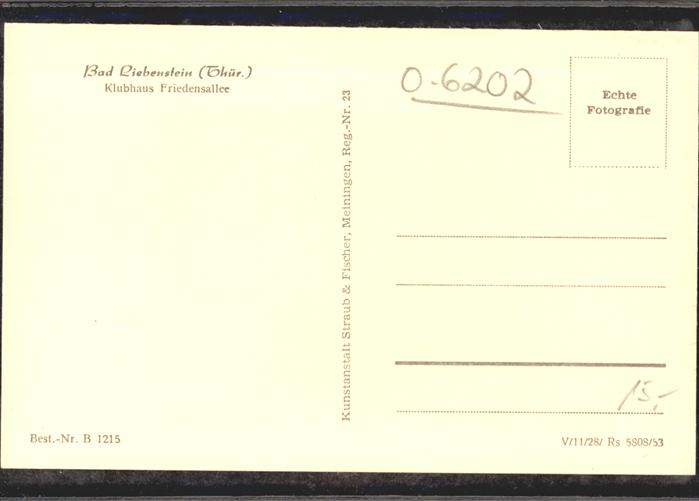 Bad Liebenstein (Thür.)
Klubhaus Friedensallee
0-6202
Echte
Fotografie
Kunstanstalt Straub & Fischer, Meiningen, Reg.-Nr. 23
15,-
Best.-Nr. B 1215
V/11/28/ Rs 5808/53